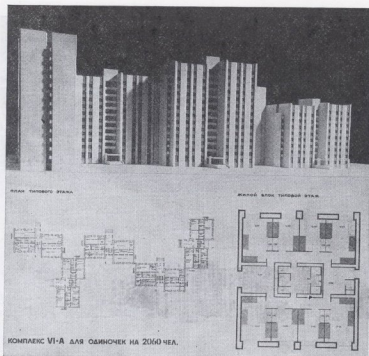 ПЛАН ТИПОВОГО ЭТАЖА
ЖИЛОЙ БЛОК ТИПОВОЙ ЭТАЖ
КОМПЛЕКС VI-А ДЛЯ ОДИНОЧЕК НА 2060 ЧЕЛ.